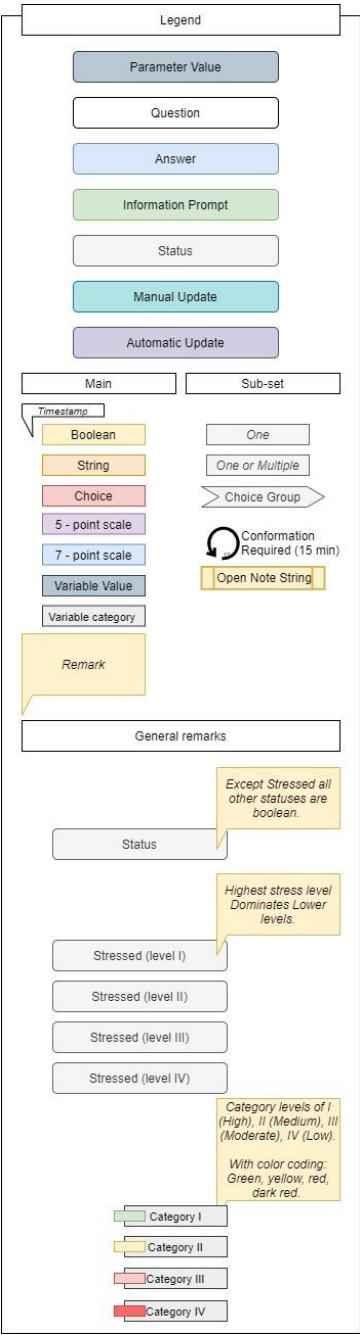 Legend
Parameter Value
Question
Answer
Information Prompt
Status
Manual Update
Automatic Update
Main
Sub-set
Timestamp
Boolean
One
String
One or Multiple
Choice
Choice Group
5 - point scale
7 - point scale
Conformation
Required (15 min)
Variable Value
Open Note String
Variable category
Remark
General remarks
Except Stressed all
other statuses are
boolean.
Status
Highest stress level
Dominates Lower
levels.
Stressed (level I)
Stressed (level II)
Stressed (level III)
Stressed (level IV)
Category levels of I
(High), II (Medium), III
(Moderate), IV (Low).
With color coding:
Green, yellow, red,
dark red.
Category I
Category II
Category III
Category IV